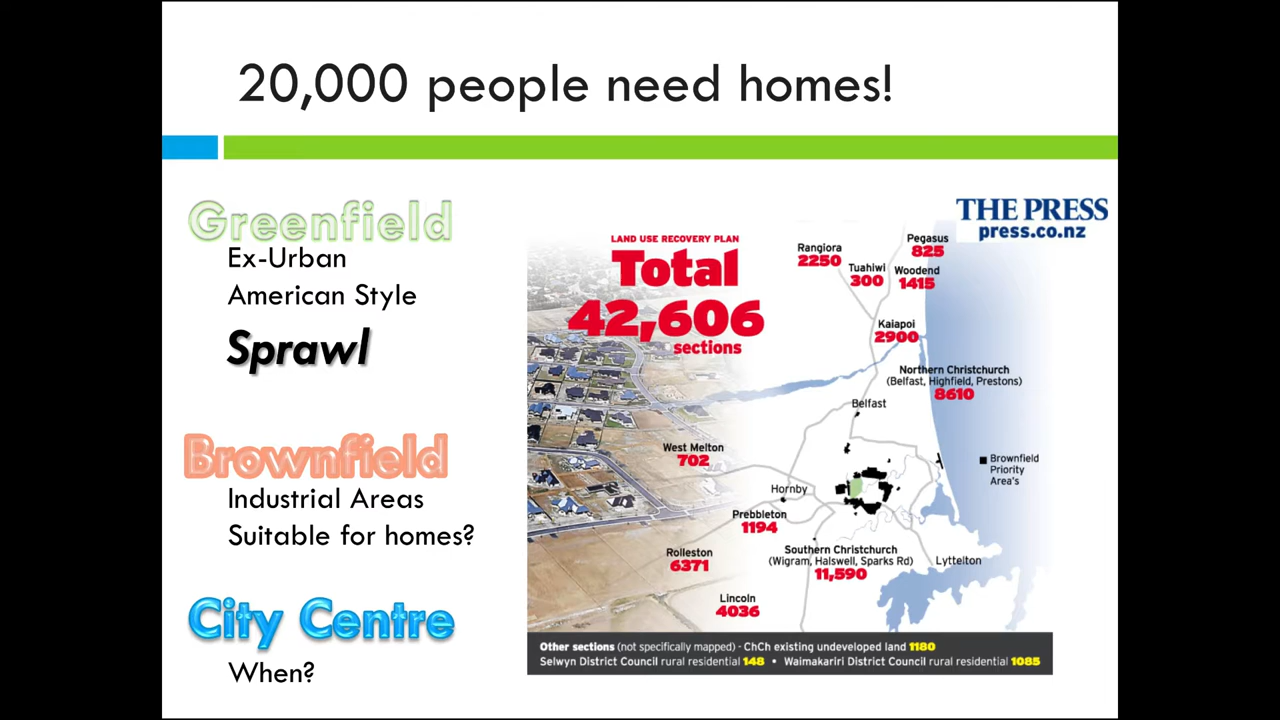 20,000 people need homes!
Greenfield
Ex-Urban
American Style
Sprawl
Brownfield
Industrial Areas
Suitable for homes?
City Centre
When?
THE PRESS
press.co.nz
LAND USE RECOVERY PLAN
Total
42,606
sections
Rangiora
2250
Pegasus
825
Tuahiwi
300
Woodend
1415
Kaiapoi
2900
Northern Christchurch
(Belfast, Highfield, Prestons)
8610
Belfast
West Melton
702
Brownfield
Priority
Area's
Hornby
Prebbleton
1194
Rolleston
6371
Southern Christchurch
(Wigram, Halswell, Sparks Rd)
11,590
Lyttelton
Lincoln
4036
Other sections (not specifically mapped) - ChCh existing undeveloped land 1180
Selwyn District Council rural residential 148 • Waimakariri District Council rural residential 1085